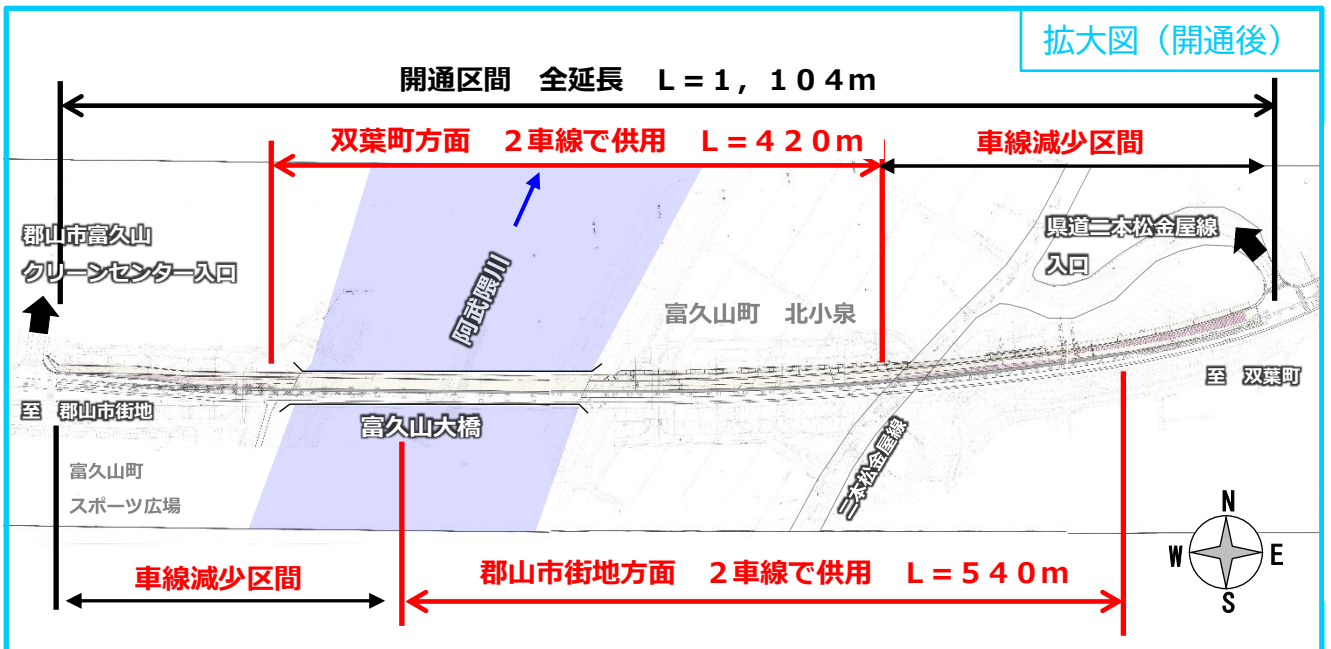 拡大図（開通後）
開通区間　全延長　Ｌ＝１，１０４ｍ
双葉町方面　２車線で供用　Ｌ＝４２０ｍ
車線減少区間
郡山市富久山
クリーンセンター入口
阿武隈川
県道二本松金屋線
入口
富久山町　北小泉
至　双葉町
至　郡山市街地
富久山大橋
二本松金屋線
富久山町
スポーツ広場
N
W
E
S
車線減少区間
郡山市街地方面　２車線で供用　Ｌ＝５４０ｍ